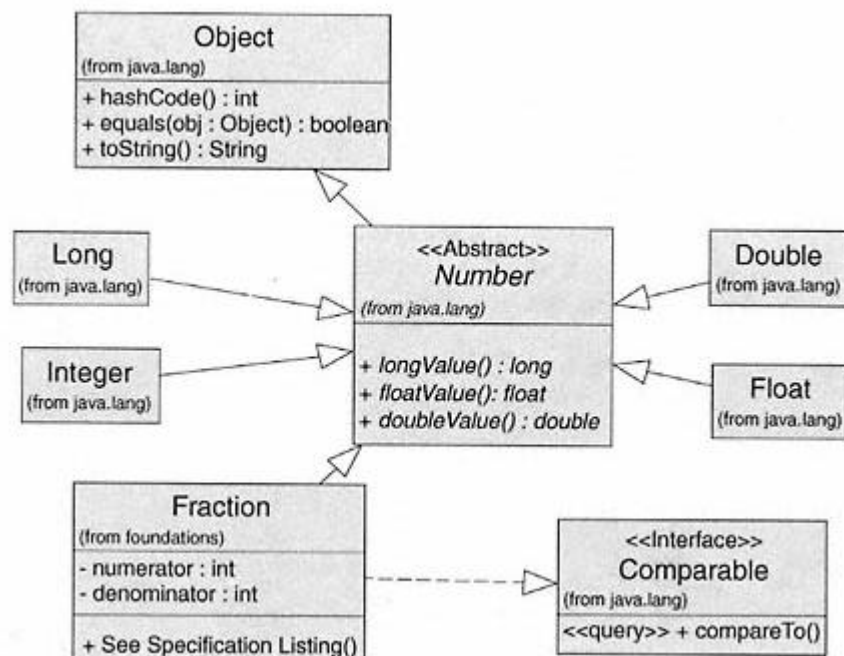 Object
(from java.lang)
+ hashCode() : int
+ equals(obj : Object) : boolean
+ toString() : String
Long
(from java.lang)
<<Abstract>>
Number
(from java.lang)
+ longValue() : long
+ floatValue(): float
+ doubleValue() : double
Double
(from java.lang)
Integer
(from java.lang)
Float
(from java.lang)
Fraction
(from foundations)
- numerator : int
- denominator : int
+ See Specification Listing()
<<Interface>>
Comparable
(from java.lang)
<<query>> + compareTo()